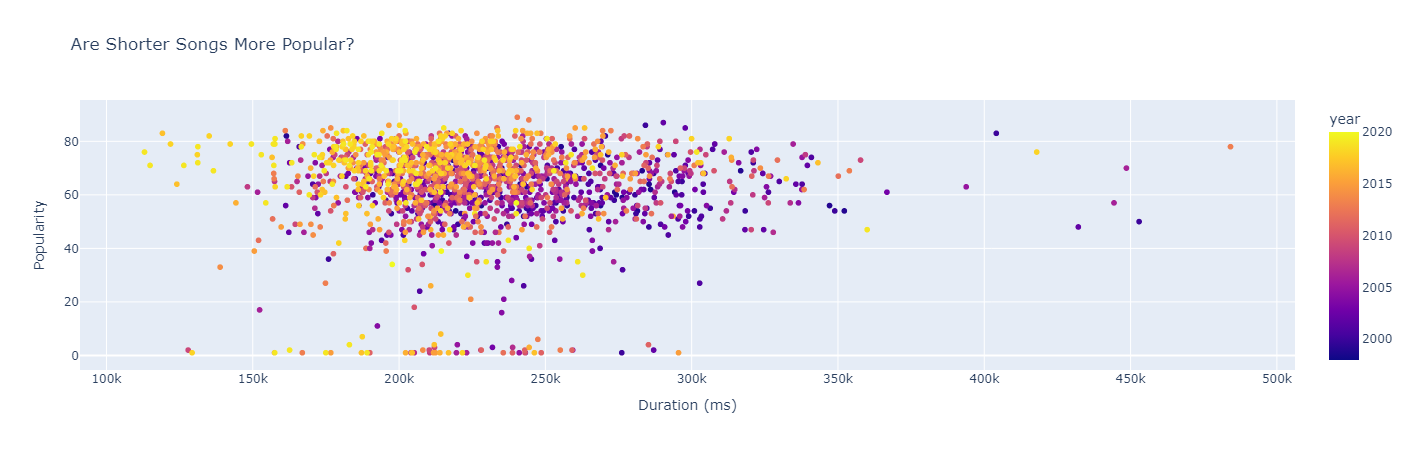 Are Shorter Songs More Popular?
year
2020
80
60
40
20
0
Popularity
2015
2010
2005
2000
100k 150k 200k 250k 300k 350k 400k 450k 500k
Duration (ms)